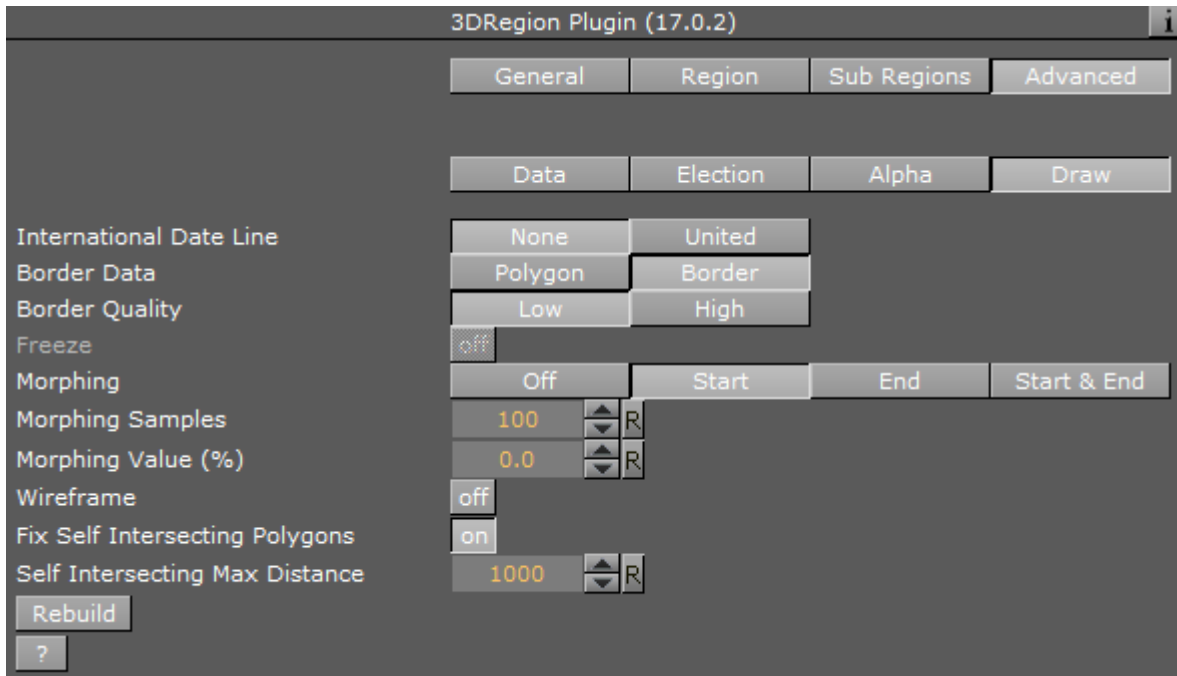 3DRegion Plugin (17.0.2) i
General Region Sub Regions Advanced
Data Election Alpha Draw
International Date Line None United
Border Data Polygon Border
Border Quality Low High
Freeze off
Morphing Off Start End Start & End
Morphing Samples 100 R
Morphing Value (%) 0.0 R
Wireframe off
Fix Self Intersecting Polygons on
Self Intersecting Max Distance 1000 R
Rebuild
?